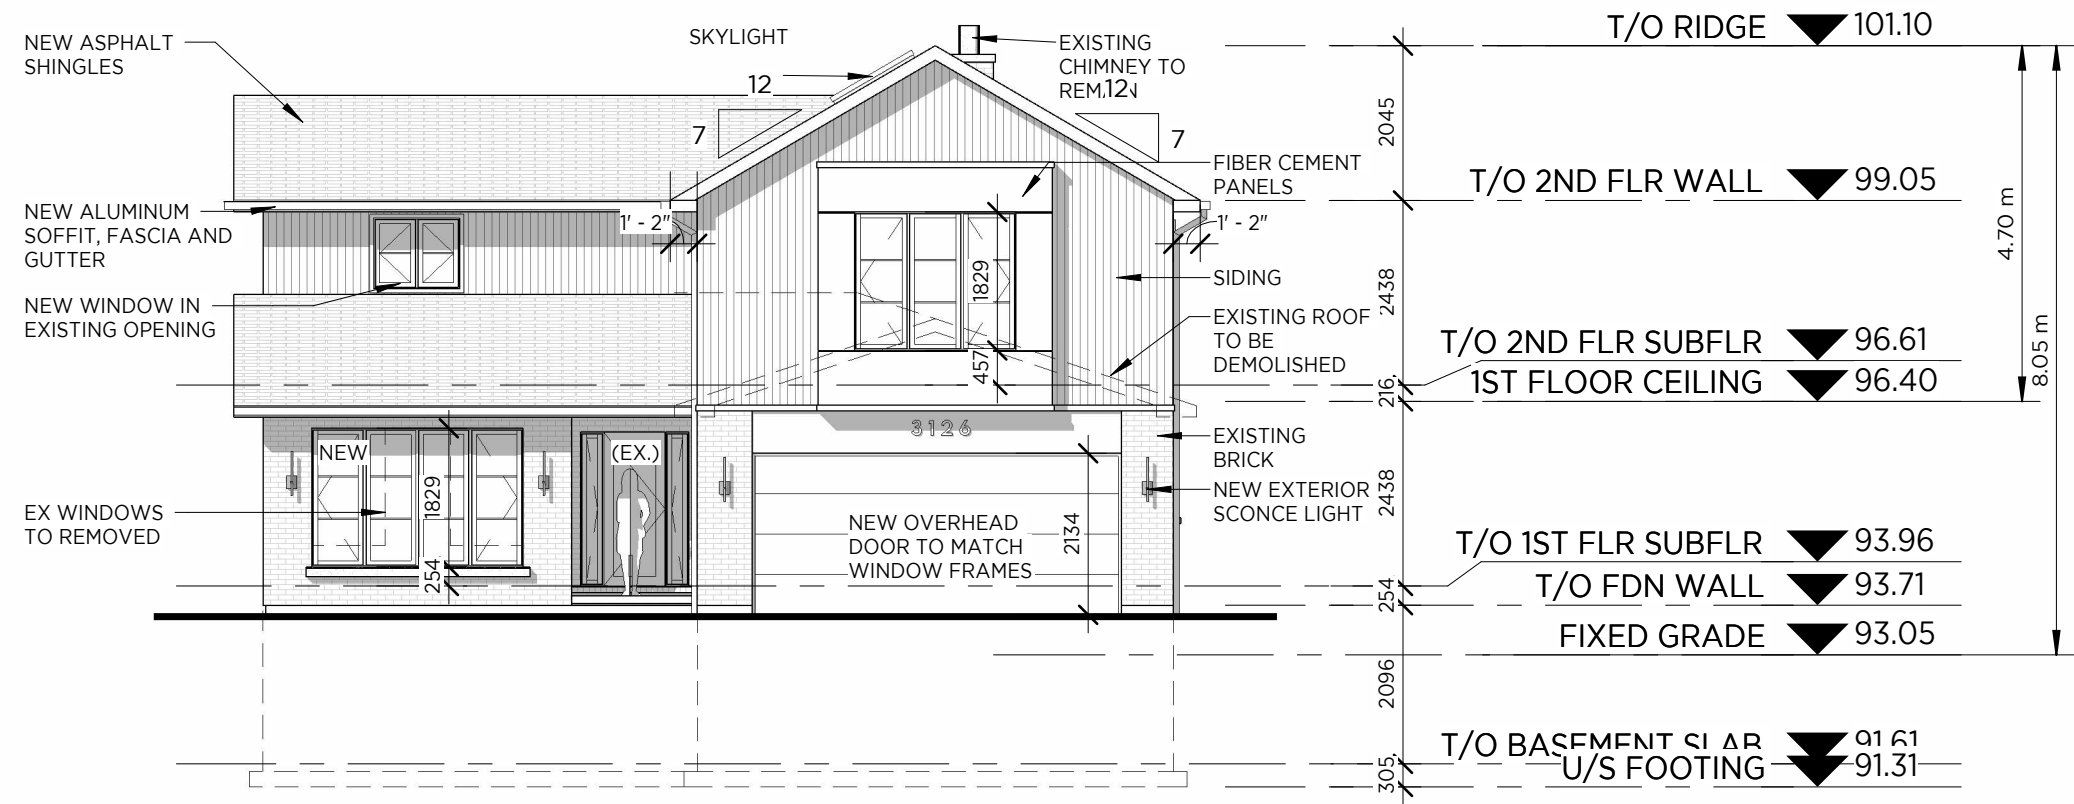 T/O RIDGE 101.10
SKYLIGHT
NEW ASPHALT
SHINGLES
EXISTING
CHIMNEY TO
REMAIN
12
12
7
7
2045
FIBER CEMENT
PANELS
T/O 2ND FLR WALL 99.05
NEW ALUMINUM
SOFFIT, FASCIA AND
GUTTER
1' - 2"
1' - 2"
4.70 m
1829
SIDING
2438
NEW WINDOW IN
EXISTING OPENING
EXISTING ROOF
TO BE
DEMOLISHED
T/O 2ND FLR SUBFLR 96.61
8.05 m
457
216
1ST FLOOR CEILING 96.40
3126
EXISTING
BRICK
NEW
(EX.)
1829
2438
NEW EXTERIOR
SCONCE LIGHT
EX WINDOWS
TO REMOVED
NEW OVERHEAD
DOOR TO MATCH
WINDOW FRAMES
2134
T/O 1ST FLR SUBFLR 93.96
254
254
T/O FDN WALL 93.71
FIXED GRADE 93.05
2096
T/O BASEMENT SLAB 91.61
U/S FOOTING 91.31
305